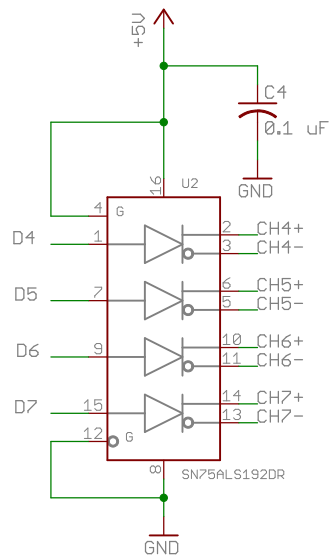 +5V
C4
0.1 uF
GND
16
U2
4
G
D4
1
2
CH4+
3
CH4-
D5
7
6
CH5+
5
CH5-
D6
9
10
CH6+
11
CH6-
D7
15
14
CH7+
13
CH7-
12
G
8
SN75ALS192DR
GND